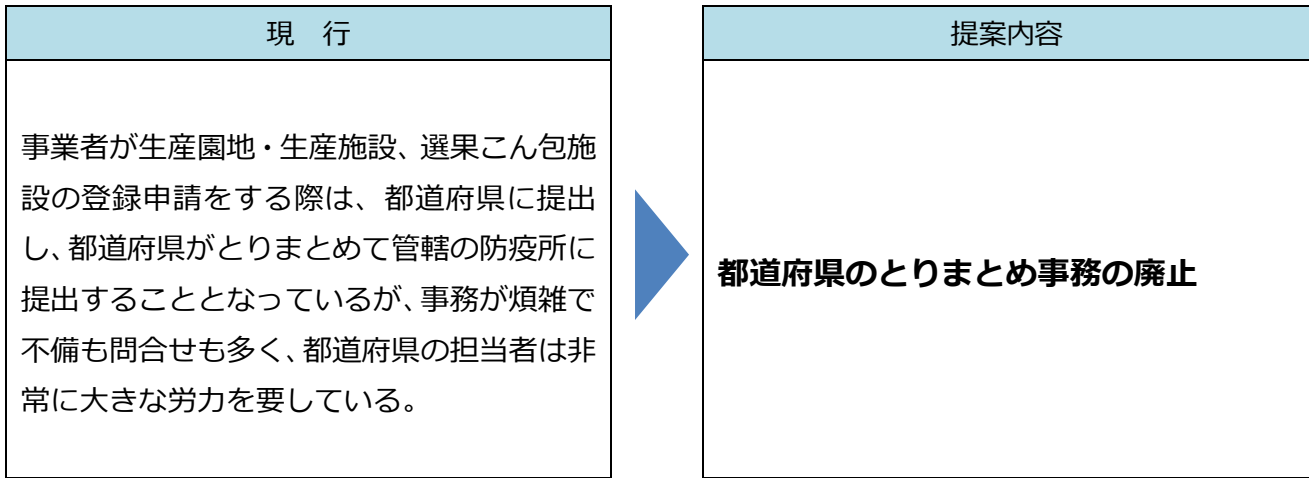 現　行
事業者が生産園地・生産施設、選果こん包施
設の登録申請をする際は、都道府県に提出
し、都道府県がとりまとめて管轄の防疫所に
提出することとなっているが、事務が煩雑で
不備も問合せも多く、都道府県の担当者は非
常に大きな労力を要している。
提案内容
都道府県のとりまとめ事務の廃止